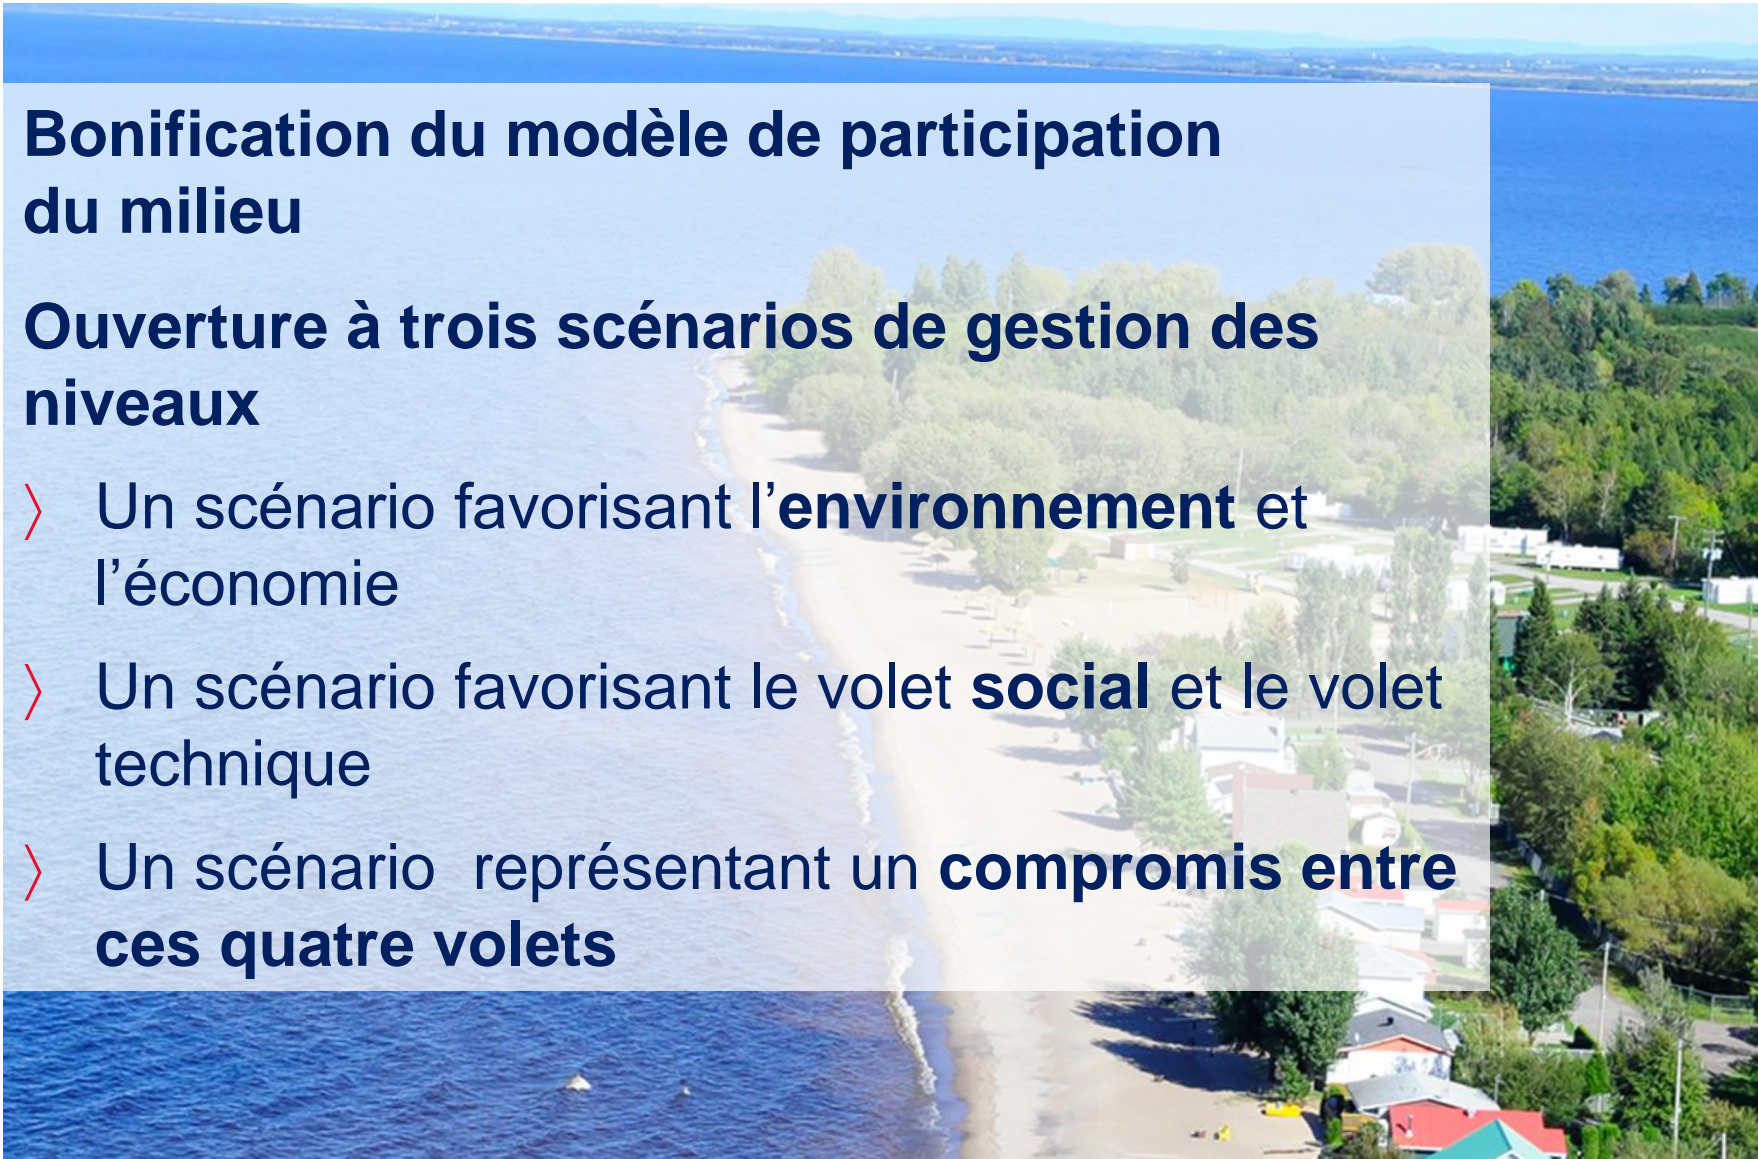 Bonification du modèle de participation
du milieu
Ouverture à trois scénarios de gestion des
niveaux
〉 Un scénario favorisant l’environnement et
l’économie
〉 Un scénario favorisant le volet social et le volet
technique
〉 Un scénario  représentant un compromis entre
ces quatre volets